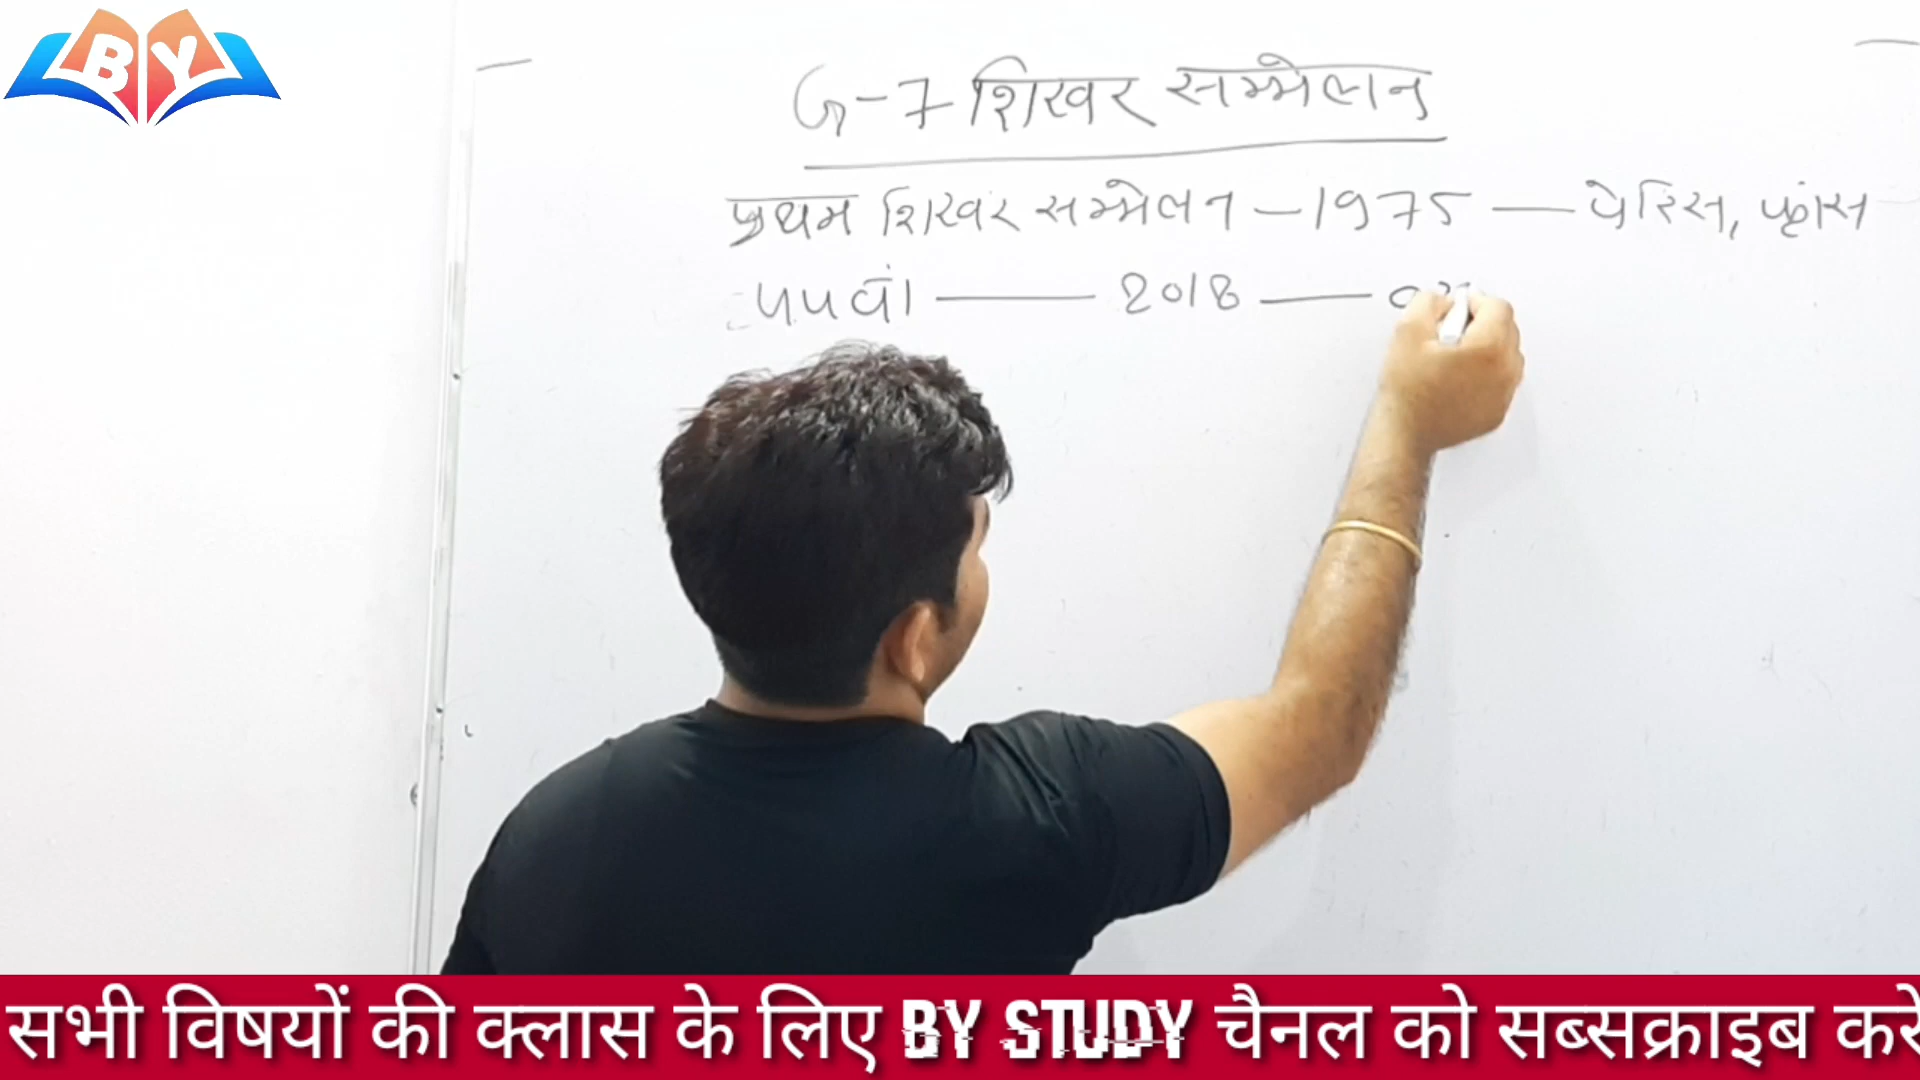 BY
G-7 शिखर सम्मेलन
प्रथम शिखर सम्मेलन - 1975 — पेरिस, फ्रांस
44वां — 2018 —
सभी विषयों की क्लास के लिए BY STUDY चैनल को सब्सक्राइब करे